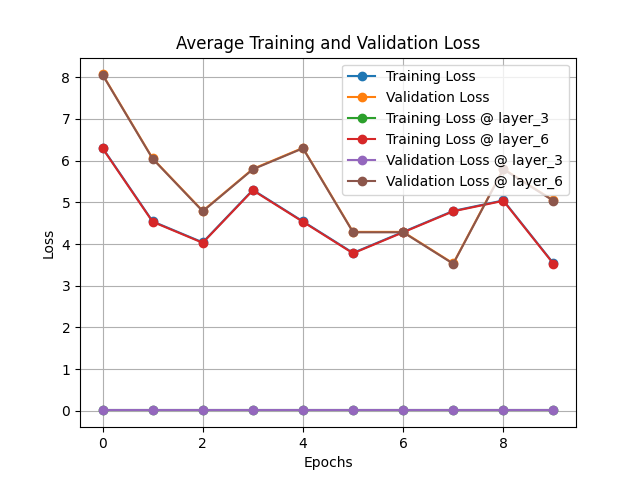 Average Training and Validation Loss
Training Loss
Validation Loss
Training Loss @ layer_3
Training Loss @ layer_6
Validation Loss @ layer_3
Validation Loss @ layer_6
8
7
6
5
4
3
2
1
0
Loss
0 2 4 6 8
Epochs